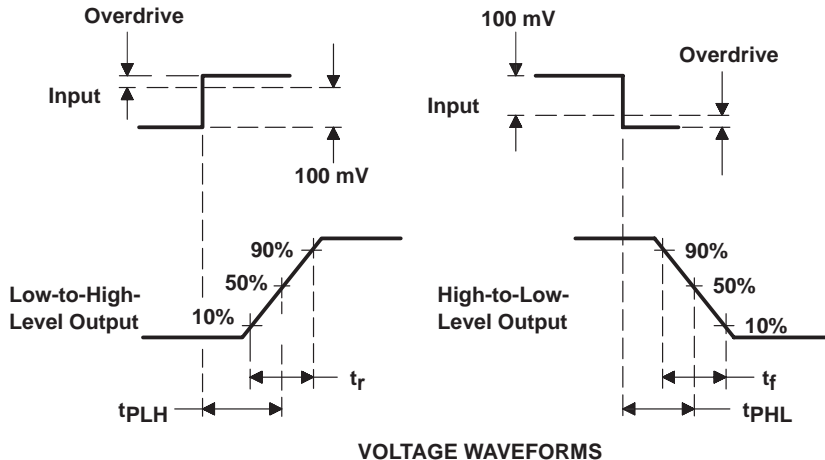 Overdrive
Input
100 mV
90%
50%
10%
Low-to-High-
Level Output
tr
tPLH
100 mV
Overdrive
Input
90%
50%
10%
High-to-Low-
Level Output
tf
tPHL
VOLTAGE WAVEFORMS